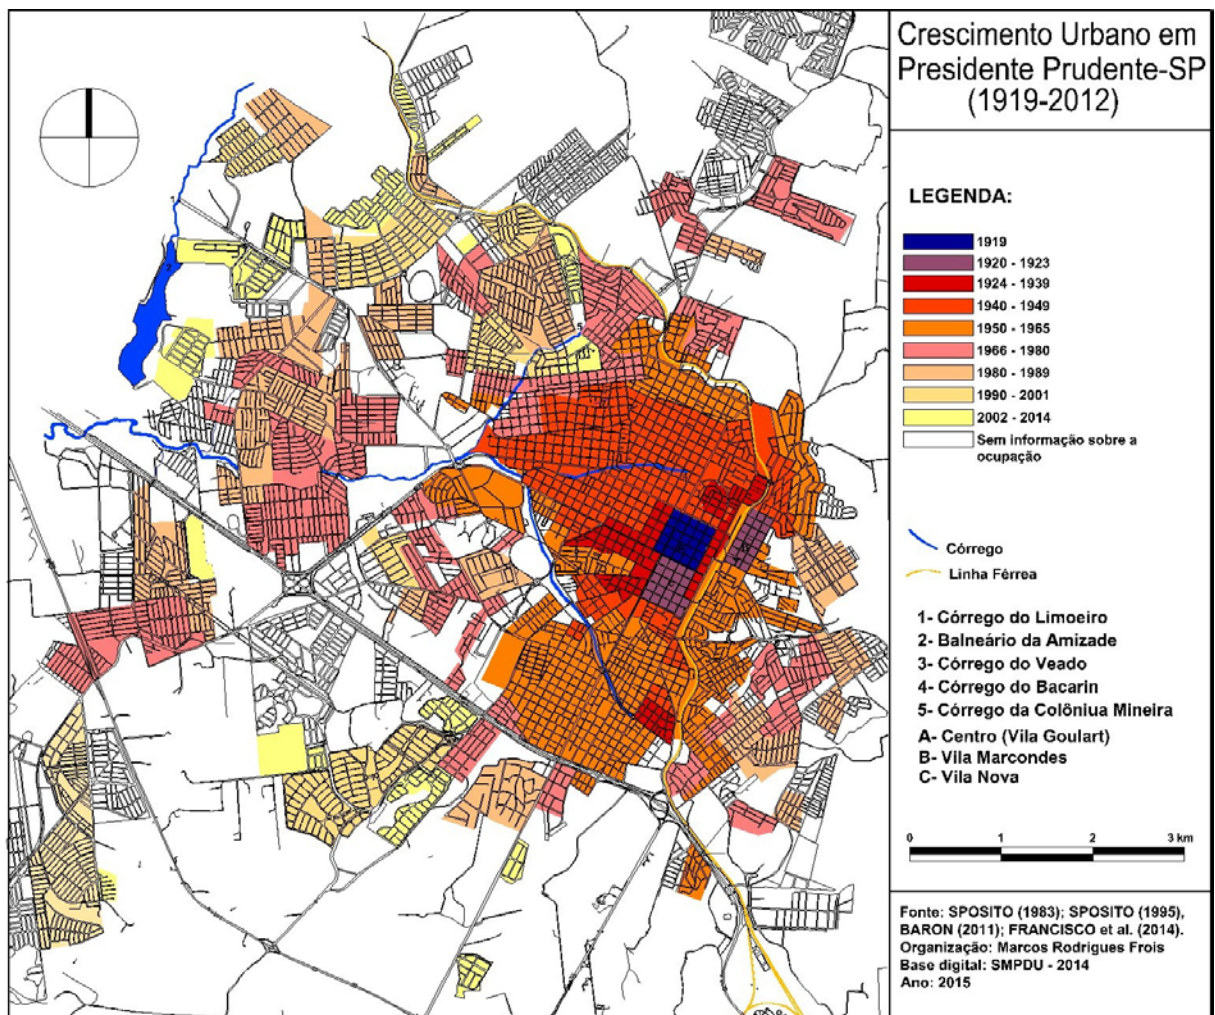 Crescimento Urbano em
Presidente Prudente-SP
(1919-2012)
LEGENDA:
1919
1920 - 1923
1924 - 1939
1940 - 1949
1950 - 1965
1966 - 1980
1980 - 1989
1990 - 2001
2002 - 2014
Sem informação sobre a
ocupação
Córrego
Linha Férrea
1- Córrego do Limoeiro
2- Balneário da Amizade
3- Córrego do Veado
4- Córrego do Bacarin
5- Córrego da Colôniua Mineira
A- Centro (Vila Goulart)
B- Vila Marcondes
C- Vila Nova
0 1 2 3 km
Fonte: SPOSITO (1983); SPOSITO (1995),
BARON (2011); FRANCISCO et al. (2014).
Organização: Marcos Rodrigues Frois
Base digital: SMPDU - 2014
Ano: 2015
5